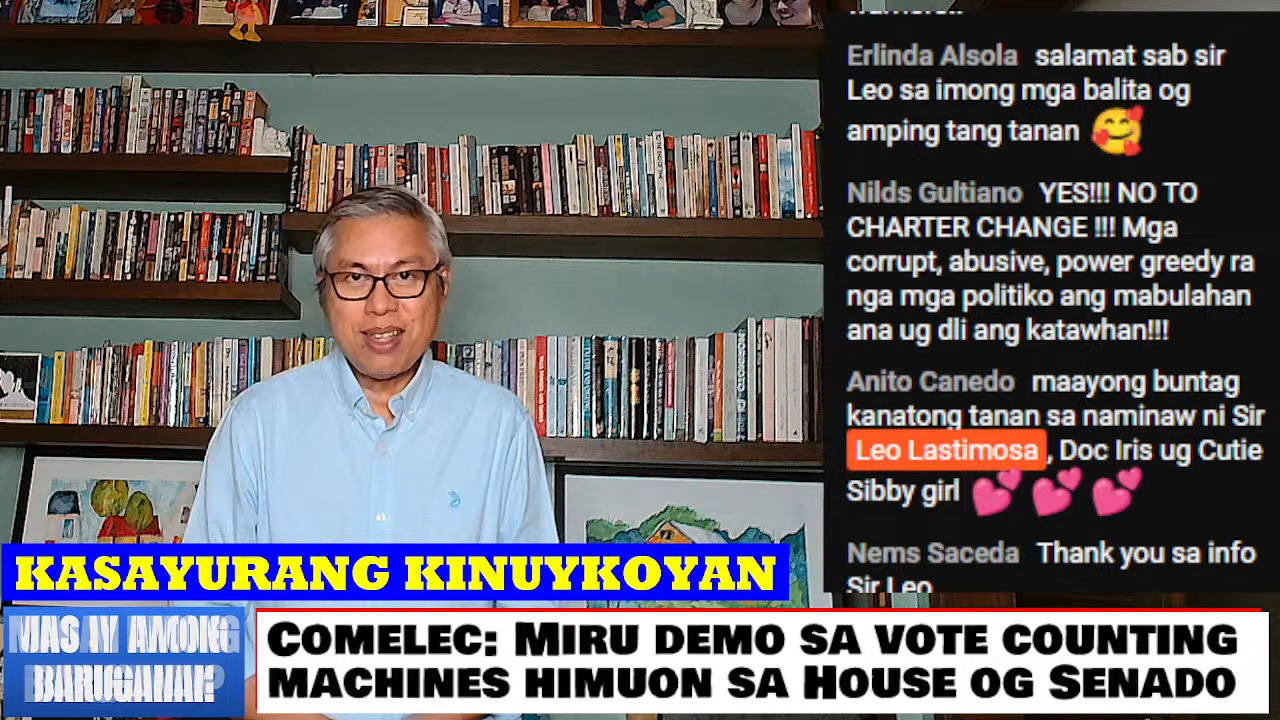 Erlinda Alsola salamat sab sir
Leo sa imong mga balita og
amping tang tanan 🥰
Nilds Gultiano YES!!! NO TO
CHARTER CHANGE !!! Mga
corrupt, abusive, power greedy ra
nga mga politiko ang mabulahan
ana ug dli ang katawhan!!!
Anito Canedo maayong buntag
kanatong tanan sa naminaw ni Sir
Leo Lastimosa, Doc Iris ug Cutie
Sibby girl 💕 💕 💕
Nems Saceda Thank you sa info
Sir Leo
KASAYURANG KINUYKOYAN
Comelec: Miru demo sa vote counting
machines himuon sa House og Senado